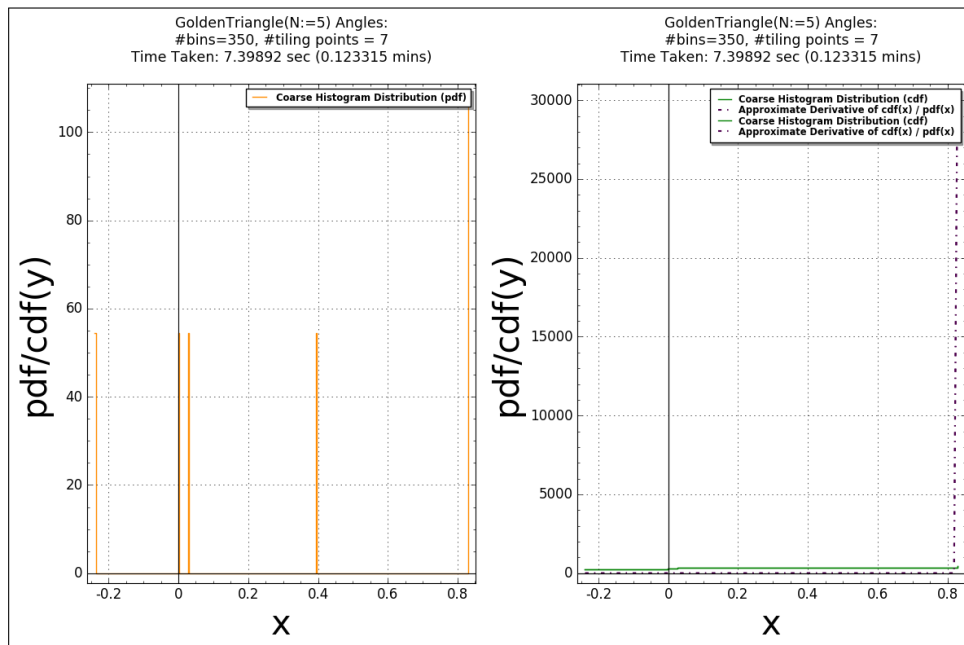 GoldenTriangle(N:=5) Angles:
#bins=350, #tiling points = 7
Time Taken: 7.39892 sec (0.123315 mins)
Coarse Histogram Distribution (pdf)
100
80
60
40
20
0
-0.2
0
0.2
0.4
0.6
0.8
pdf/cdf(y)
x
GoldenTriangle(N:=5) Angles:
#bins=350, #tiling points = 7
Time Taken: 7.39892 sec (0.123315 mins)
Coarse Histogram Distribution (cdf)
Approximate Derivative of cdf(x) / pdf(x)
Coarse Histogram Distribution (cdf)
Approximate Derivative of cdf(x) / pdf(x)
30000
25000
20000
15000
10000
5000
0
-0.2
0
0.2
0.4
0.6
0.8
pdf/cdf(y)
x